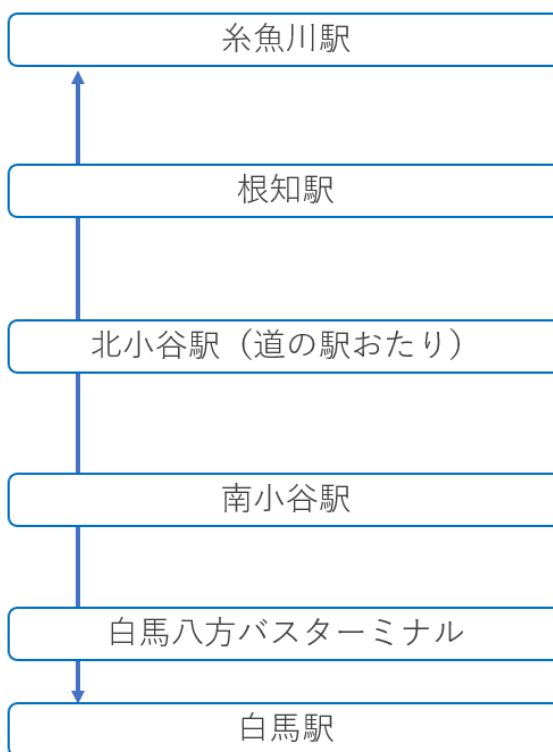 糸魚川駅
根知駅
北小谷駅（道の駅おたり）
南小谷駅
白馬八方バスターミナル
白馬駅